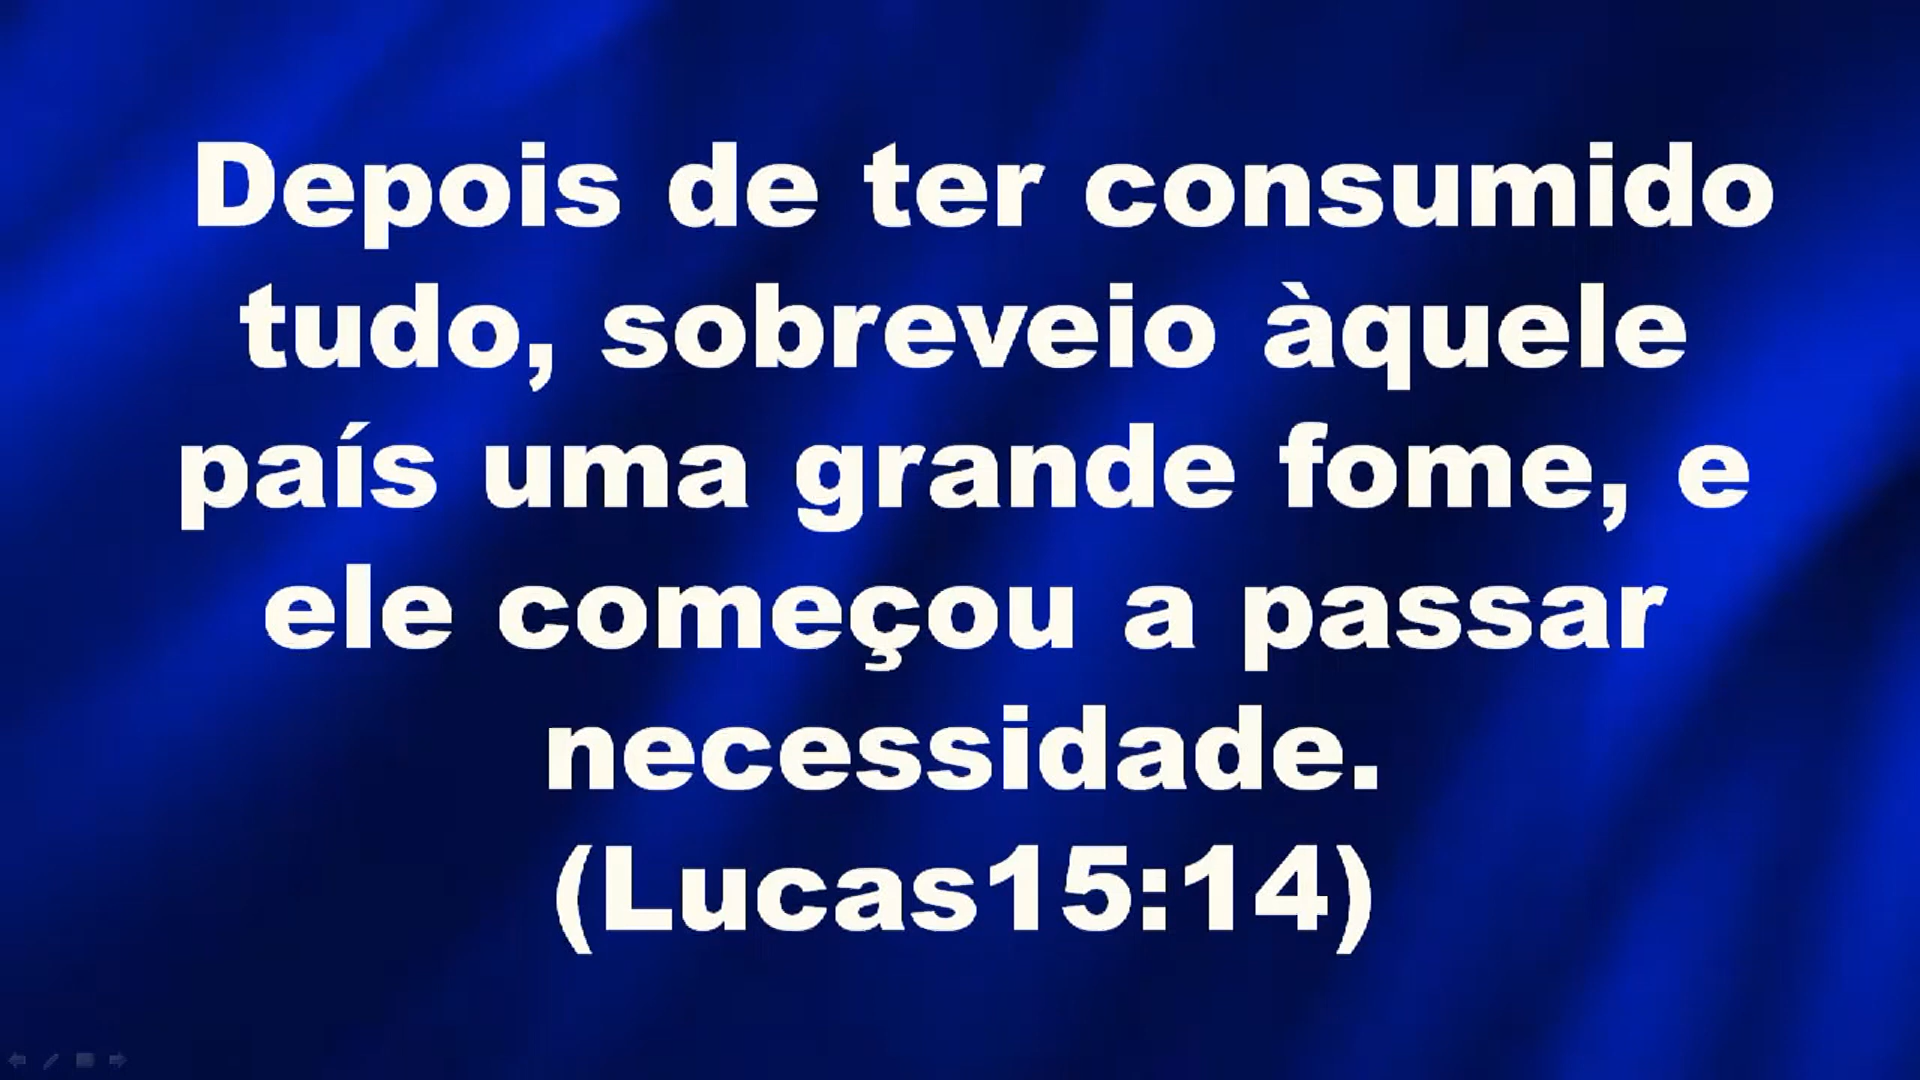 Depois de ter consumido
tudo, sobreveio àquele
país uma grande fome, e
ele começou a passar
necessidade.
(Lucas15:14)